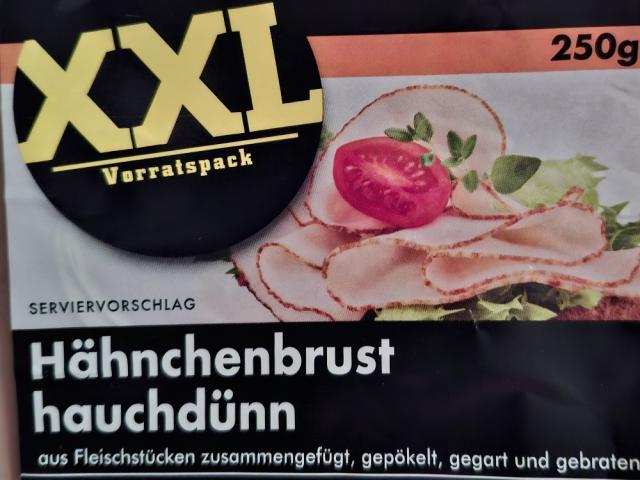 XXL
Vorratspack
250g
SERVIERVORSCHLAG
Hähnchenbrust
hauchdünn
aus Fleischstücken zusammengefügt, gepökelt, gegart und gebraten